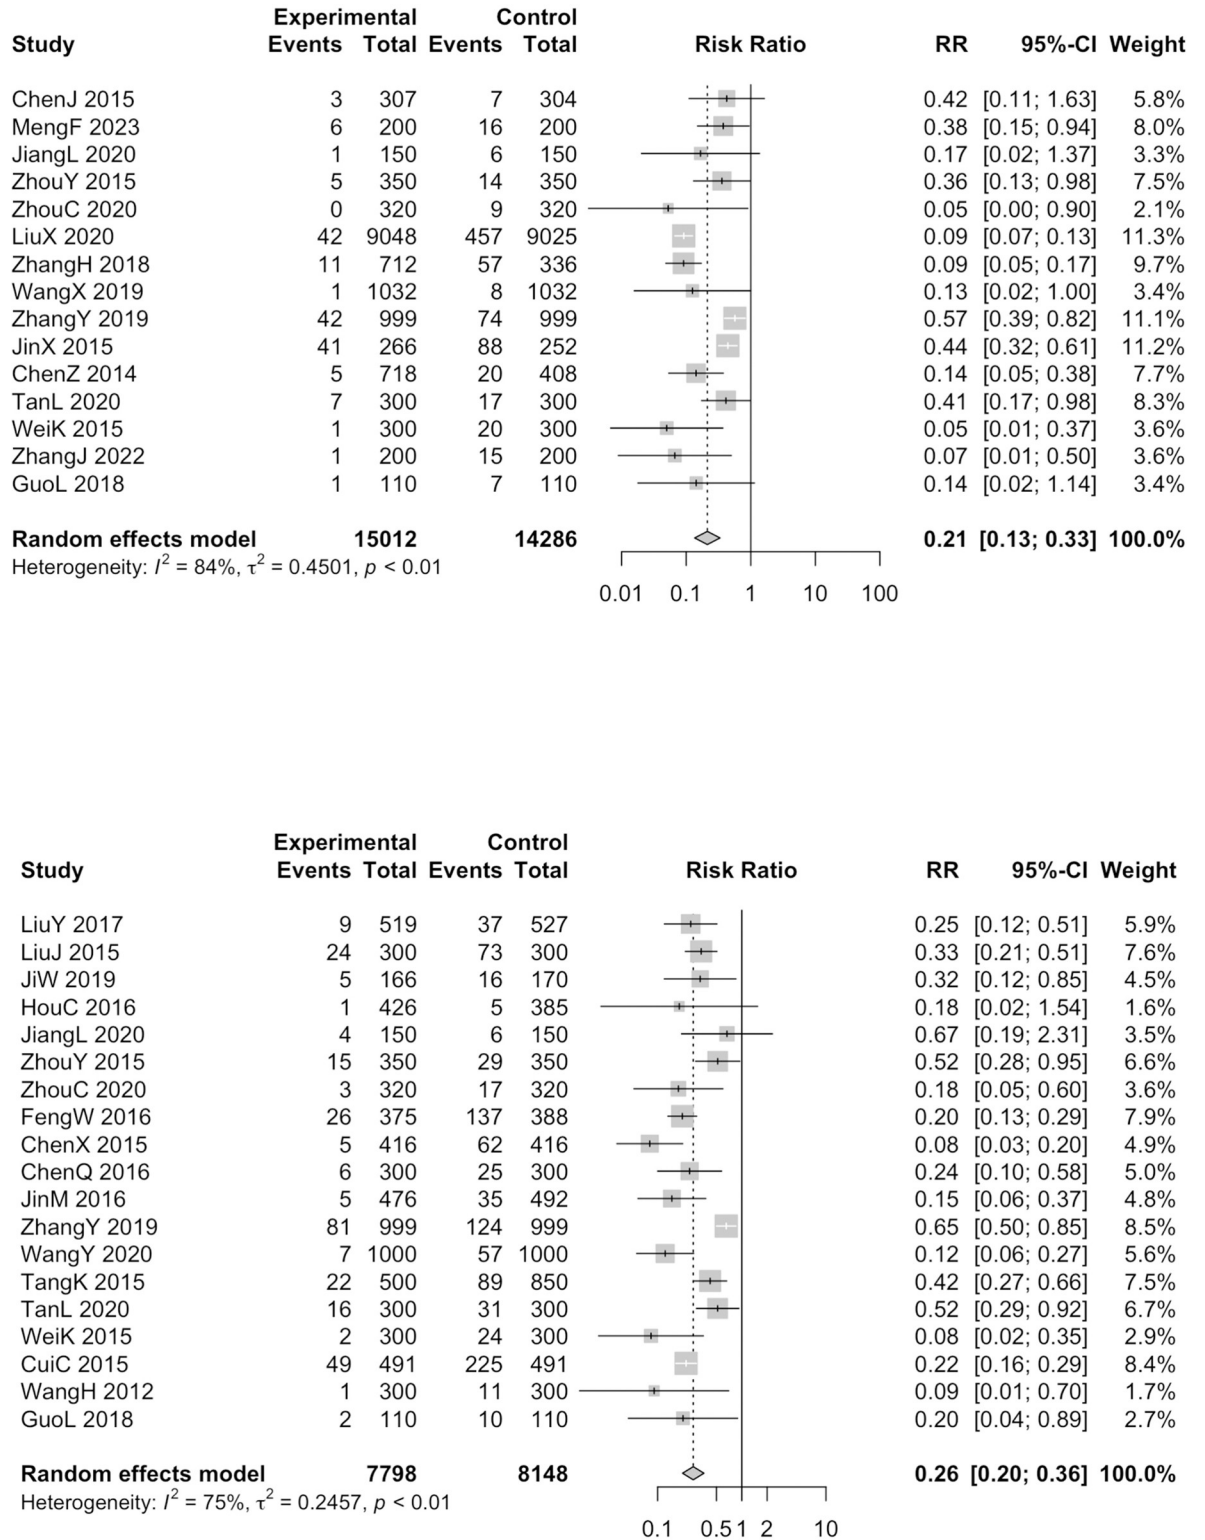 Experimental Control
Study Events Total Events Total Risk Ratio RR 95%-CI Weight
ChenJ 2015 3 307 7 304 0.42 [0.11; 1.63] 5.8%
MengF 2023 6 200 16 200 0.38 [0.15; 0.94] 8.0%
JiangL 2020 1 150 6 150 0.17 [0.02; 1.37] 3.3%
ZhouY 2015 5 350 14 350 0.36 [0.13; 0.98] 7.5%
ZhouC 2020 0 320 9 320 0.05 [0.00; 0.90] 2.1%
LiuX 2020 42 9048 457 9025 0.09 [0.07; 0.13] 11.3%
ZhangH 2018 11 712 57 336 0.09 [0.05; 0.17] 9.7%
WangX 2019 1 1032 8 1032 0.13 [0.02; 1.00] 3.4%
ZhangY 2019 42 999 74 999 0.57 [0.39; 0.82] 11.1%
JinX 2015 41 266 88 252 0.44 [0.32; 0.61] 11.2%
ChenZ 2014 5 718 20 408 0.14 [0.05; 0.38] 7.7%
TanL 2020 7 300 17 300 0.41 [0.17; 0.98] 8.3%
WeiK 2015 1 300 20 300 0.05 [0.01; 0.37] 3.6%
ZhangJ 2022 1 200 15 200 0.07 [0.01; 0.50] 3.6%
GuoL 2018 1 110 7 110 0.14 [0.02; 1.14] 3.4%
Random effects model 15012 14286 0.21 [0.13; 0.33] 100.0%
Heterogeneity: I² = 84%, τ² = 0.4501, p < 0.01
0.01 0.1 1 10 100
Experimental Control
Study Events Total Events Total Risk Ratio RR 95%-CI Weight
LiuY 2017 9 519 37 527 0.25 [0.12; 0.51] 5.9%
LiuJ 2015 24 300 73 300 0.33 [0.21; 0.51] 7.6%
JiW 2019 5 166 16 170 0.32 [0.12; 0.85] 4.5%
HouC 2016 1 426 5 385 0.18 [0.02; 1.54] 1.6%
JiangL 2020 4 150 6 150 0.67 [0.19; 2.31] 3.5%
ZhouY 2015 15 350 29 350 0.52 [0.28; 0.95] 6.6%
ZhouC 2020 3 320 17 320 0.18 [0.05; 0.60] 3.6%
FengW 2016 26 375 137 388 0.20 [0.13; 0.29] 7.9%
ChenX 2015 5 416 62 416 0.08 [0.03; 0.20] 4.9%
ChenQ 2016 6 300 25 300 0.24 [0.10; 0.58] 5.0%
JinM 2016 5 476 35 492 0.15 [0.06; 0.37] 4.8%
ZhangY 2019 81 999 124 999 0.65 [0.50; 0.85] 8.5%
WangY 2020 7 1000 57 1000 0.12 [0.06; 0.27] 5.6%
TangK 2015 22 500 89 850 0.42 [0.27; 0.66] 7.5%
TanL 2020 16 300 31 300 0.52 [0.29; 0.92] 6.7%
WeiK 2015 2 300 24 300 0.08 [0.02; 0.35] 2.9%
CuiC 2015 49 491 225 491 0.22 [0.16; 0.29] 8.4%
WangH 2012 1 300 11 300 0.09 [0.01; 0.70] 1.7%
GuoL 2018 2 110 10 110 0.20 [0.04; 0.89] 2.7%
Random effects model 7798 8148 0.26 [0.20; 0.36] 100.0%
Heterogeneity: I² = 75%, τ² = 0.2457, p < 0.01
0.1 0.5 1 2 10